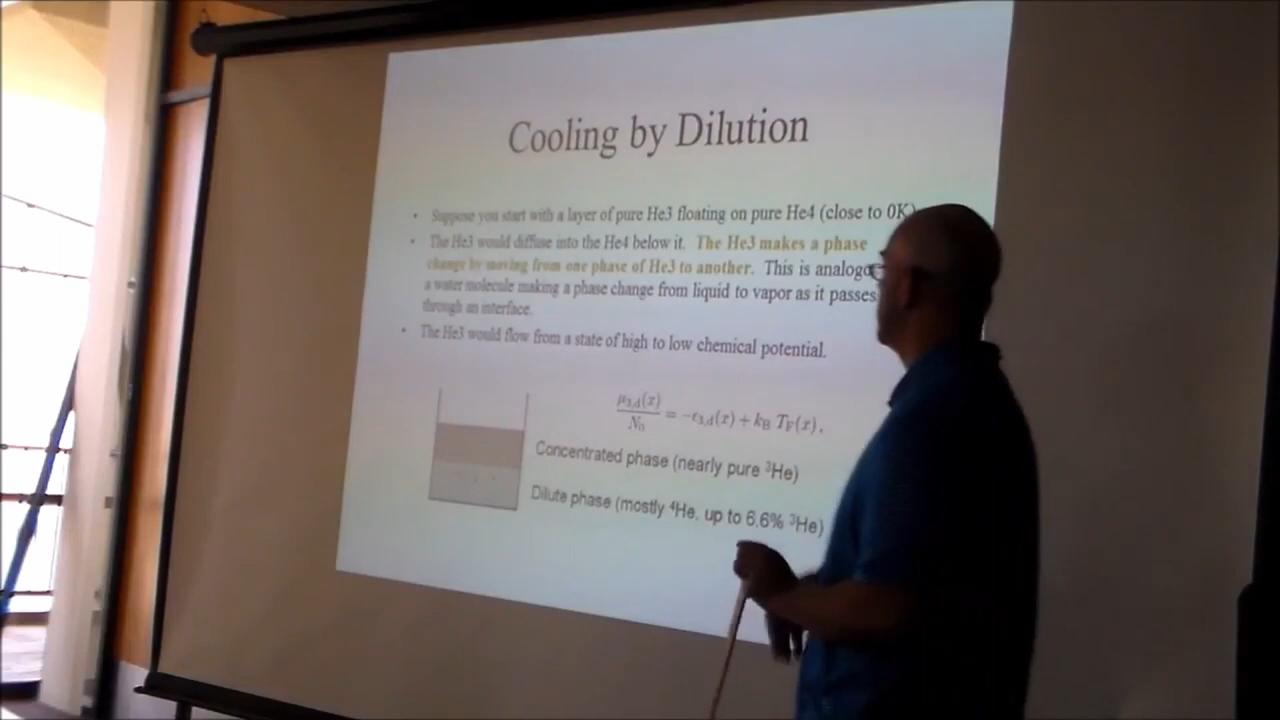 Cooling by Dilution
• Suppose you start with a layer of pure He3 floating on pure He4 (close to 0K)
• The He3 would diffuse into the He4 below it. The He3 makes a phase
change by moving from one phase of He3 to another. This is analogo
a water molecule making a phase change from liquid to vapor as it passes
through an interface.
• The He3 would flow from a state of high to low chemical potential.
μ₃,d(x)/N₀ = −ε₃,d(x) + k_B T_F(x),
Concentrated phase (nearly pure ³He)
Dilute phase (mostly ⁴He, up to 6.6% ³He)